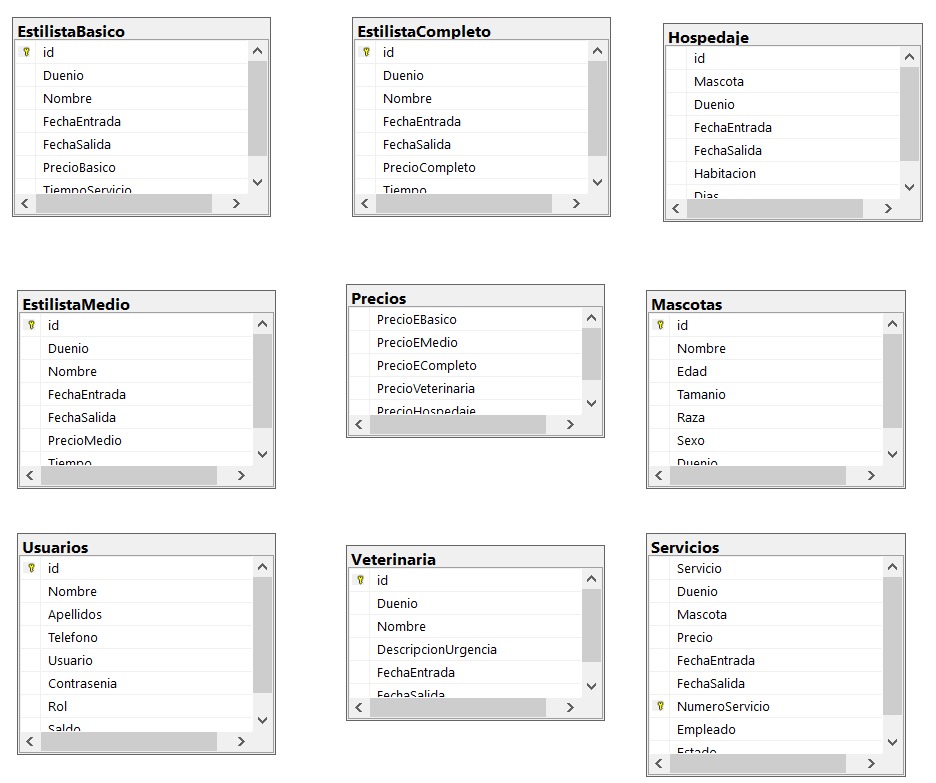 EstilistaBasico
id
Duenio
Nombre
FechaEntrada
FechaSalida
PrecioBasico
TiempoServicio
EstilistaCompleto
id
Duenio
Nombre
FechaEntrada
FechaSalida
PrecioCompleto
Tiempo
Hospedaje
id
Mascota
Duenio
FechaEntrada
FechaSalida
Habitacion
Dias
EstilistaMedio
id
Duenio
Nombre
FechaEntrada
FechaSalida
PrecioMedio
Tiempo
Precios
PrecioEBasico
PrecioEMedio
PrecioECompleto
PrecioVeterinaria
PrecioHospedaje
Mascotas
id
Nombre
Edad
Tamanio
Raza
Sexo
Duenio
Usuarios
id
Nombre
Apellidos
Telefono
Usuario
Contrasenia
Rol
Saldo
Veterinaria
id
Duenio
Nombre
DescripcionUrgencia
FechaEntrada
FechaSalida
Servicios
Servicio
Duenio
Mascota
Precio
FechaEntrada
FechaSalida
NumeroServicio
Empleado
Estado